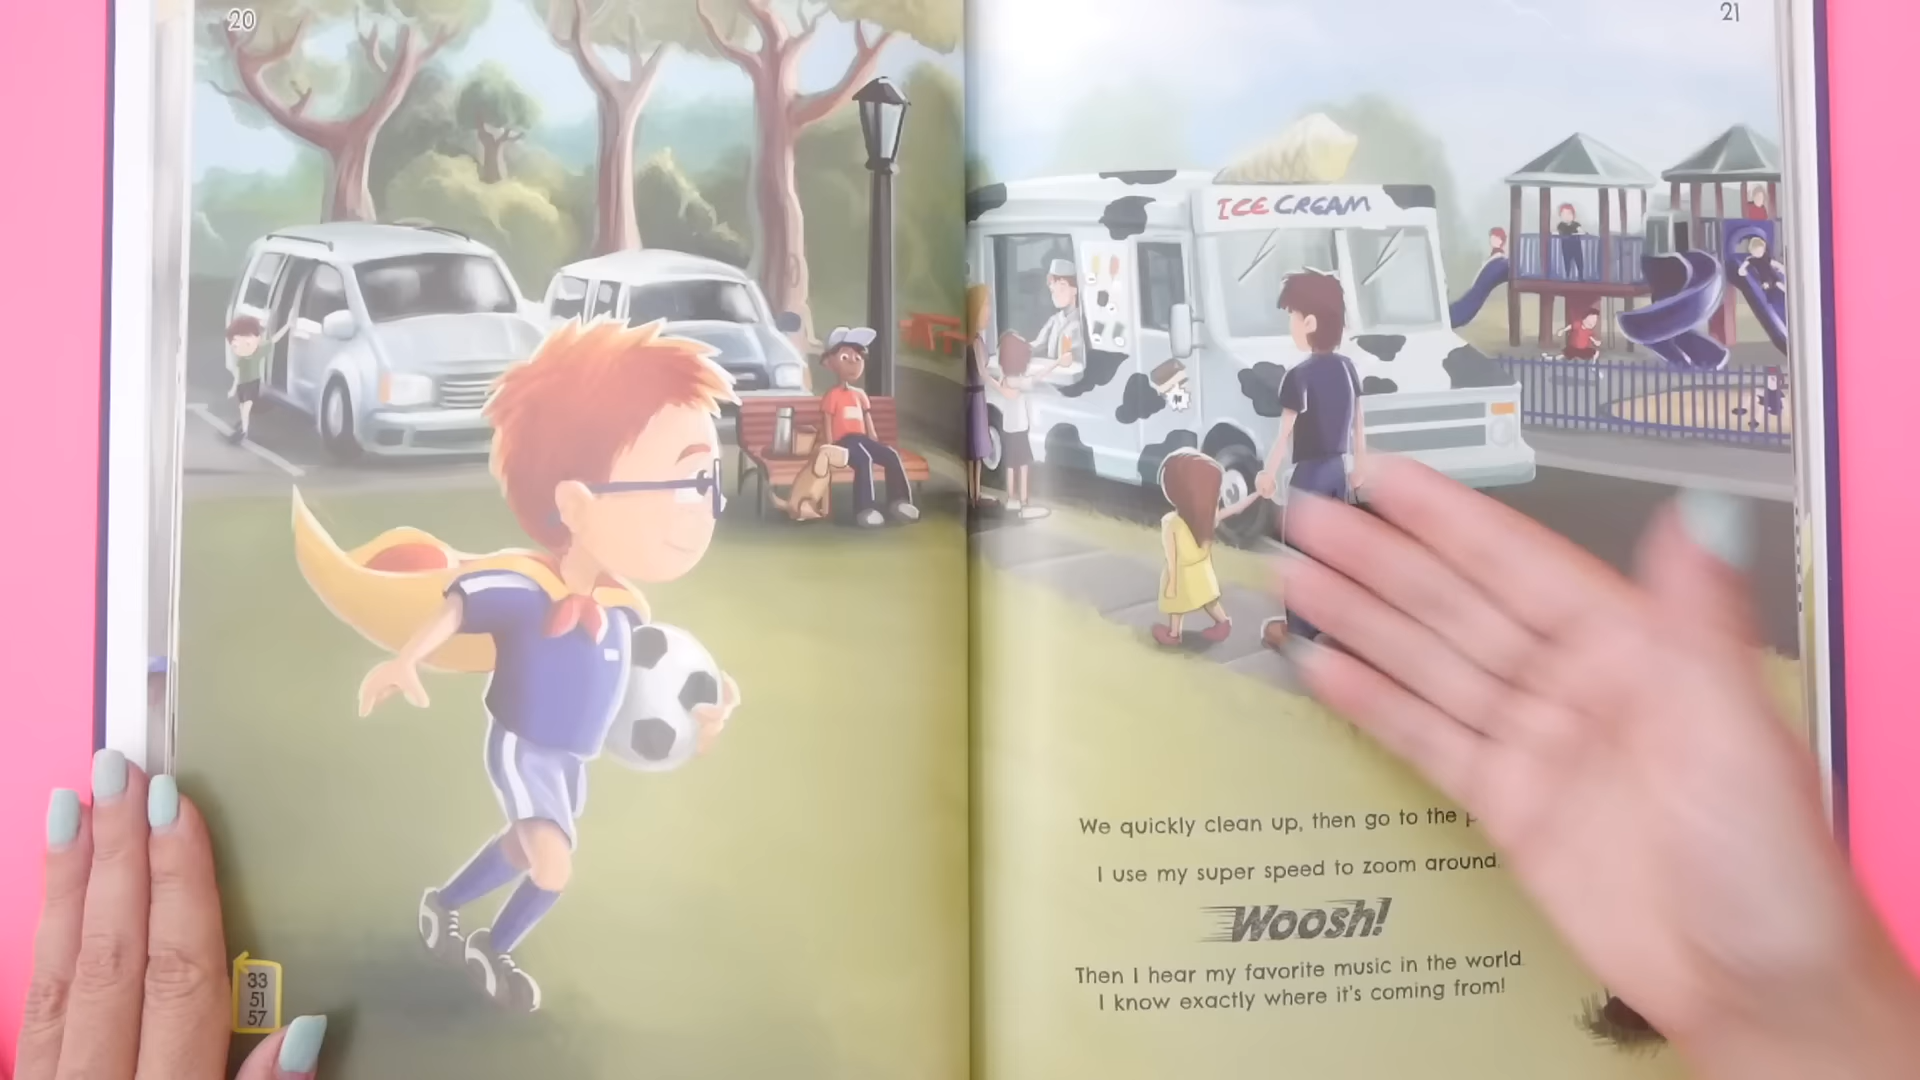 20
21
ICE CREAM
We quickly clean up, then go to the
I use my super speed to zoom around.
Woosh!
Then I hear my favorite music in the world
I know exactly where it's coming from!
33
51
57